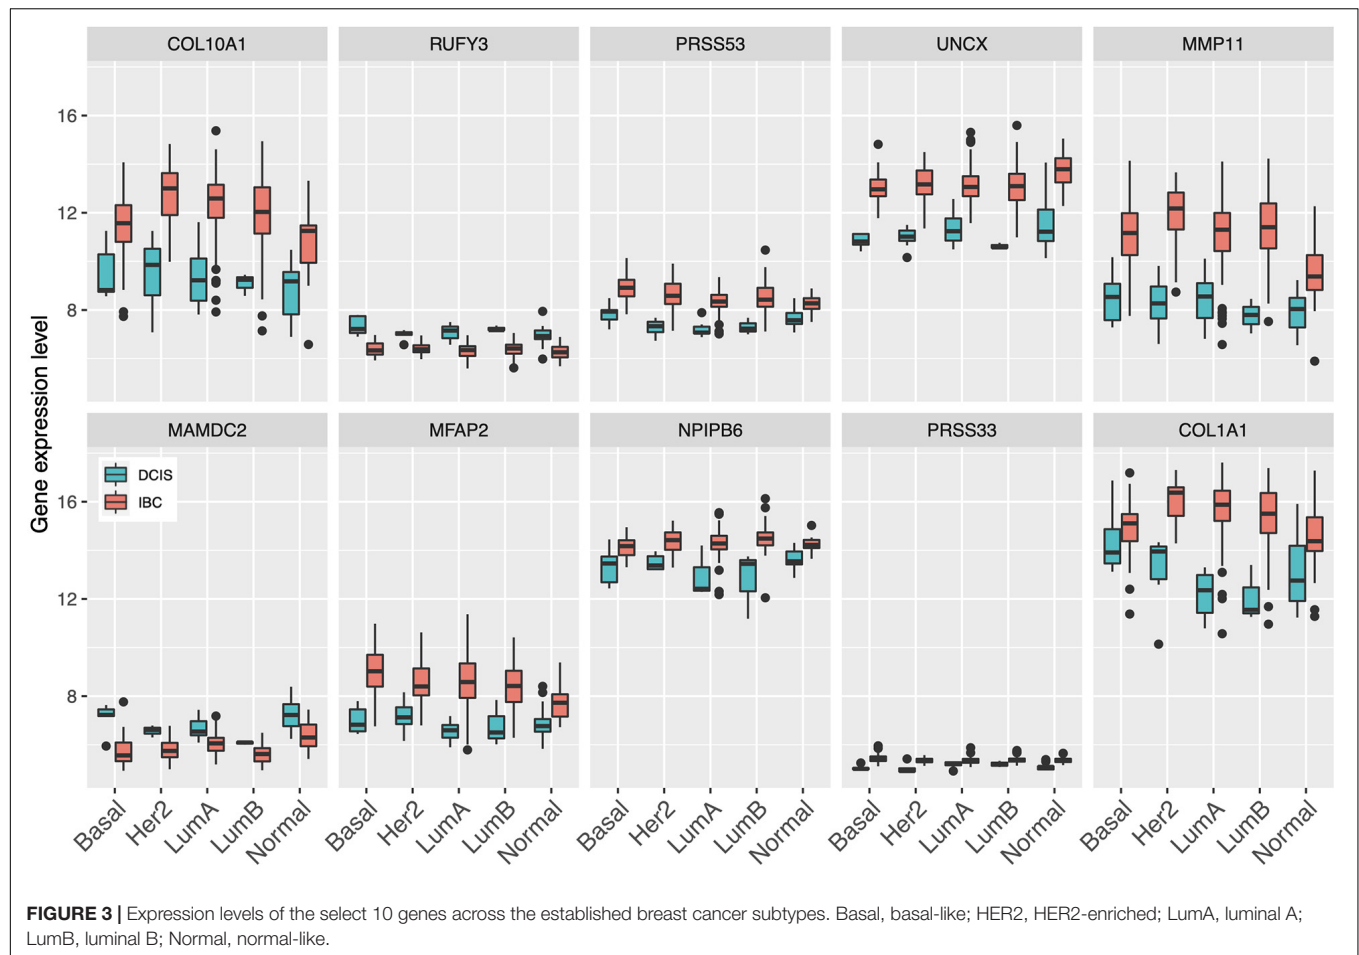 COL10A1 RUFY3 PRSS53 UNCX MMP11
16
12
8
Gene expression level
MAMDC2 MFAP2 NPIPB6 PRSS33 COL1A1
DCIS
IBC
16
12
8
Basal Her2 LumA LumB Normal Basal Her2 LumA LumB Normal Basal Her2 LumA LumB Normal Basal Her2 LumA LumB Normal Basal Her2 LumA LumB Normal
FIGURE 3 | Expression levels of the select 10 genes across the established breast cancer subtypes. Basal, basal-like; HER2, HER2-enriched; LumA, luminal A;
LumB, luminal B; Normal, normal-like.